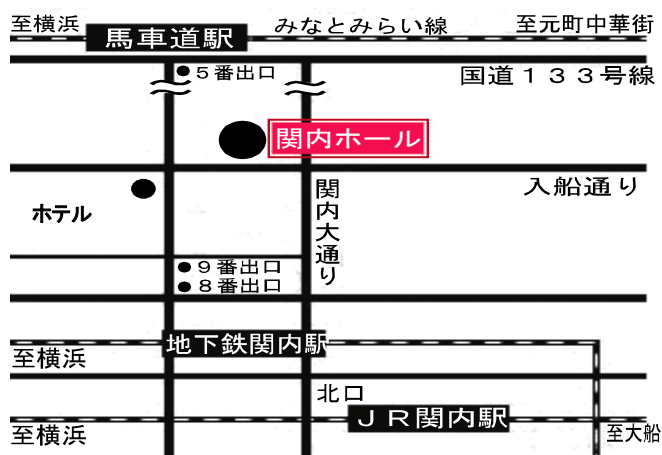 至横浜
馬車道駅
みなとみらい線
至元町中華街
５番出口
国道１３３号線
関内ホール
入船通り
ホテル
関内大通り
９番出口
８番出口
地下鉄関内駅
至横浜
北口
ＪＲ関内駅
至横浜
至大船